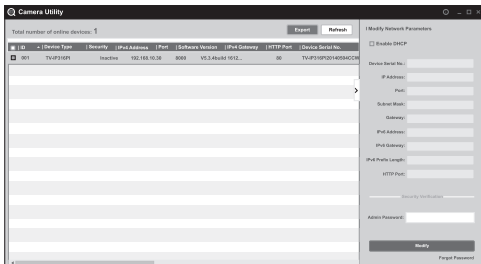 Camera Utility
Total number of online devices: 1
Export
Refresh
ID
Device Type
Security
IPv4 Address
Port
Software Version
IPv4 Gateway
HTTP Port
Device Serial No.
001 TV-IP316PI Inactive 192.168.10.30 8000 V5.3.4build 1612... 80 TV-IP316PI20140504CCW
Modify Network Parameters
Enable DHCP
Device Serial No.:
IP Address:
Port:
Subnet Mask:
Gateway:
IPv6 Address:
IPv6 Gateway:
IPv6 Prefix Length:
HTTP Port:
Security Verification
Admin Password:
Modify
Forgot Password